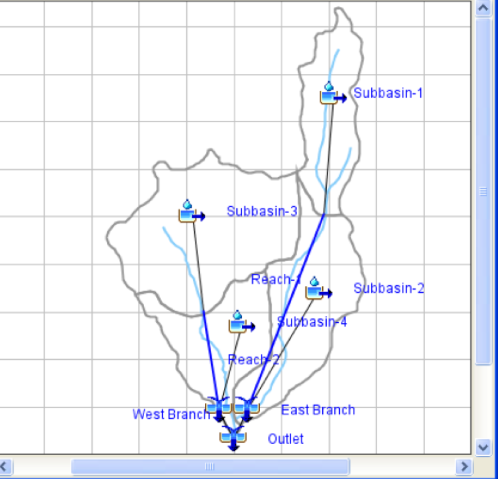 Subbasin-1
Subbasin-3
Reach-1
Subbasin-2
Subbasin-4
Reach-2
West Branch
East Branch
Outlet